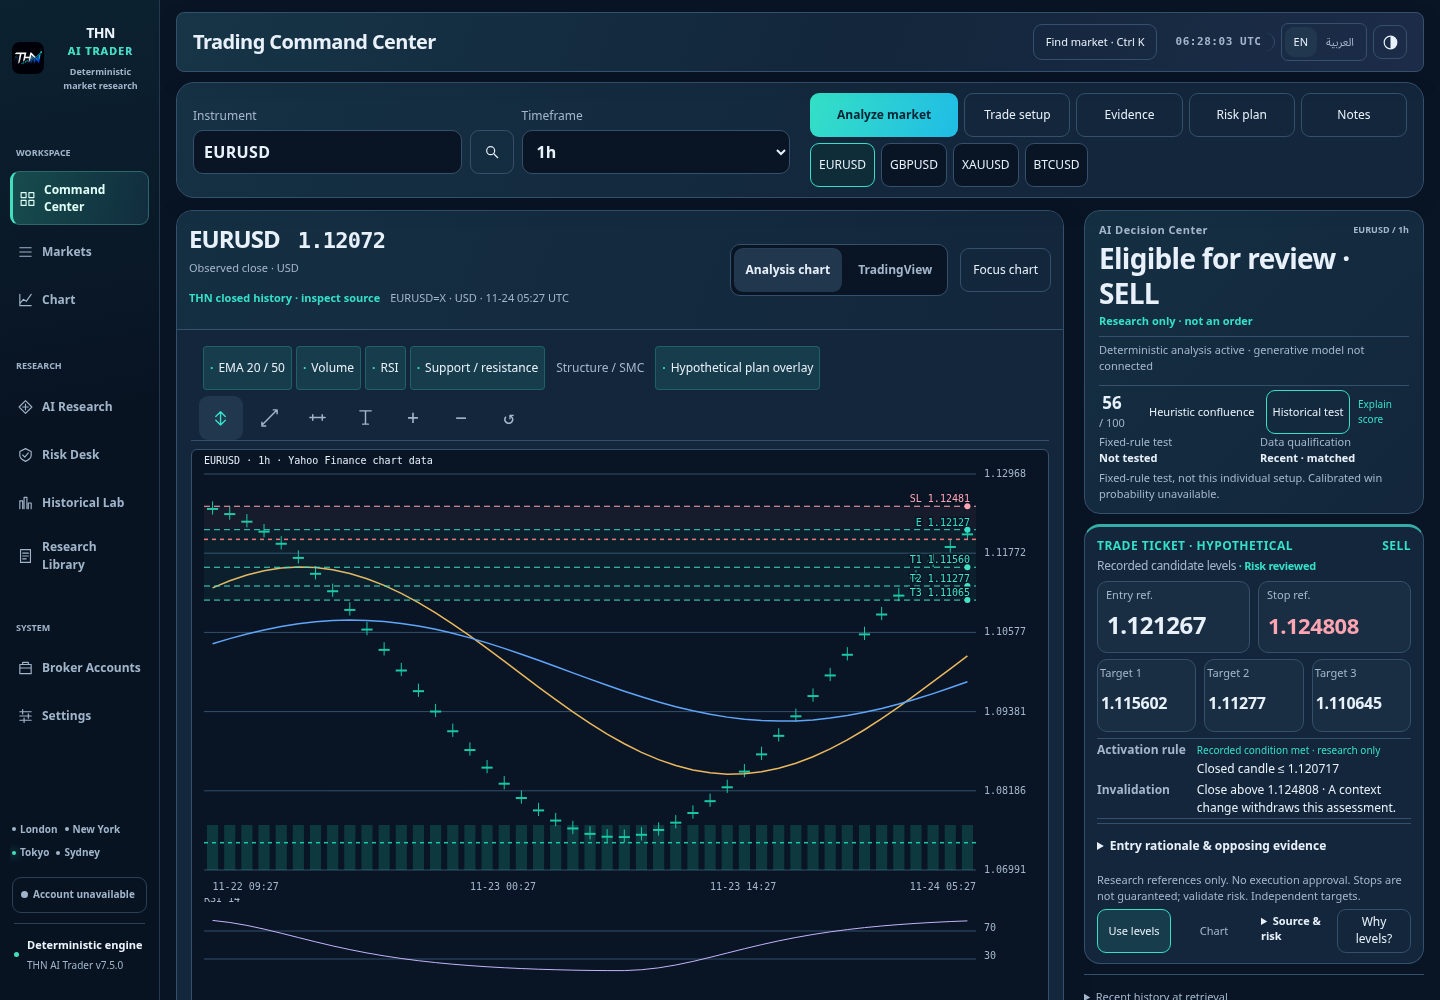 THN
AI TRADER
Deterministic
market research
WORKSPACE
Command
Center
Markets
Chart
RESEARCH
AI Research
Risk Desk
Historical Lab
Research
Library
SYSTEM
Broker Accounts
Settings
London New York
Tokyo Sydney
Account unavailable
Deterministic engine
THN AI Trader v7.5.0
Trading Command Center
Find market · Ctrl K
06:28:03 UTC
EN
العربية
Instrument
EURUSD
Timeframe
1h
Analyze market
Trade setup
Evidence
Risk plan
Notes
EURUSD
GBPUSD
XAUUSD
BTCUSD
EURUSD 1.12072
Observed close · USD
THN closed history · inspect source EURUSD=X · USD · 11-24 05:27 UTC
Analysis chart
TradingView
Focus chart
· EMA 20 / 50
· Volume
· RSI
· Support / resistance
Structure / SMC
· Hypothetical plan overlay
EURUSD · 1h · Yahoo Finance chart data
1.12968
SL 1.12481
E 1.12127
1.11772
T1 1.11560
T2 1.11277
T3 1.11065
1.10577
1.09381
1.08186
1.06991
11-22 09:27
11-23 00:27
11-23 14:27
11-24 05:27
RSI 14
70
30
AI Decision Center
EURUSD / 1h
Eligible for review ·
SELL
Research only · not an order
Deterministic analysis active · generative model not
connected
56
/ 100
Heuristic confluence
Historical test
Explain
score
Fixed-rule test
Not tested
Data qualification
Recent · matched
Fixed-rule test, not this individual setup. Calibrated win
probability unavailable.
TRADE TICKET · HYPOTHETICAL
SELL
Recorded candidate levels · Risk reviewed
Entry ref.
1.121267
Stop ref.
1.124808
Target 1
1.115602
Target 2
1.11277
Target 3
1.110645
Activation rule
Recorded condition met · research only
Closed candle ≤ 1.120717
Invalidation
Close above 1.124808 · A context
change withdraws this assessment.
Entry rationale & opposing evidence
Research references only. No execution approval. Stops are
not guaranteed; validate risk. Independent targets.
Use levels
Chart
Source &
risk
Why
levels?
Recent history at retrieval